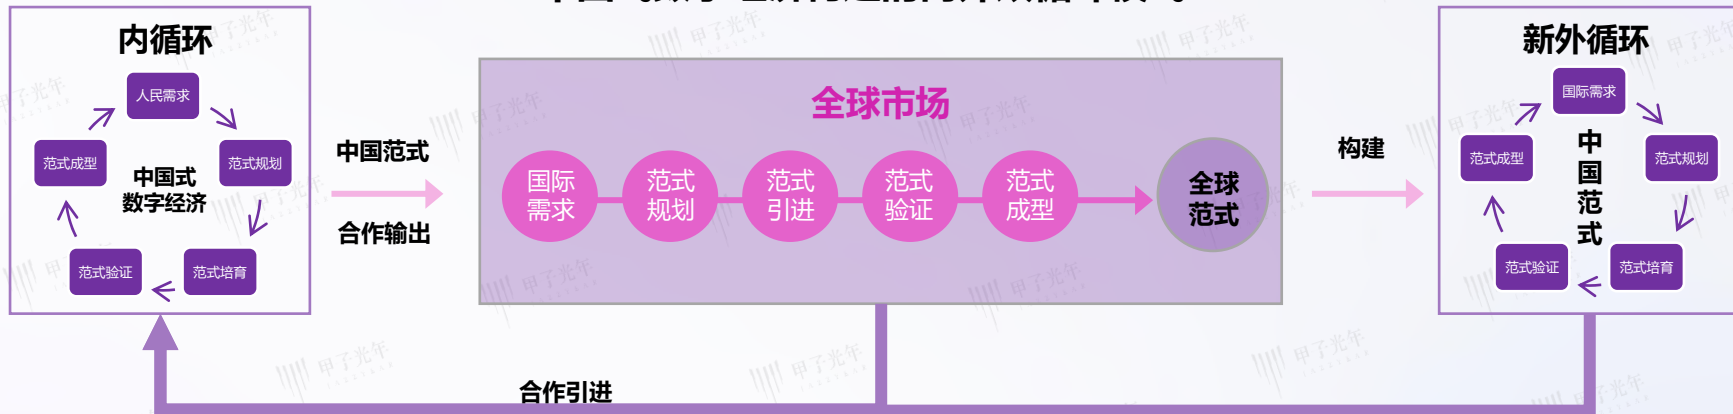 内循环
人民需求
范式规划
范式培育
范式验证
范式成型
中国式
数字经济
中国范式
合作输出
全球市场
国际
需求
范式
规划
范式
引进
范式
验证
范式
成型
全球
范式
构建
新外循环
国际需求
范式规划
范式培育
范式验证
范式成型
中
国
范
式
合作引进
甲子光年